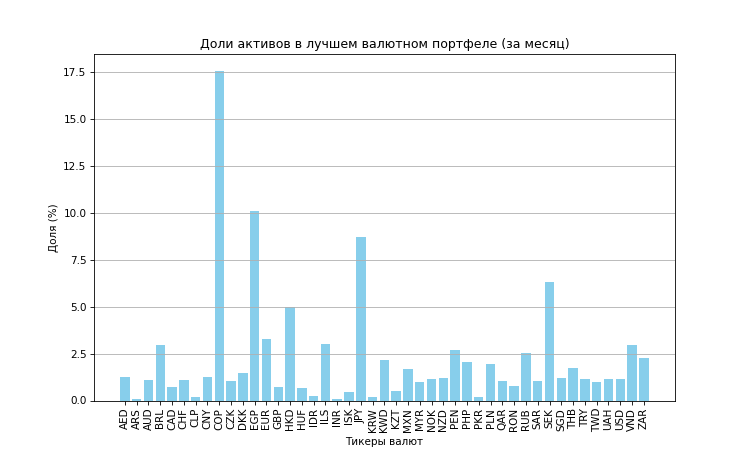 Доли активов в лучшем валютном портфеле (за месяц)
Доля (%)
17.5
15.0
12.5
10.0
7.5
5.0
2.5
0.0
AED ARS AUD BRL CAD CHF CLP CNY COP CZK DKK EGP EUR GBP HKD HUF IDR ILS INR ISK JPY KRW KWD KZT MXN MYR NOK NZD PEN PHP PKR PLN QAR RON RUB SAR SEK SGD THB TRY TWD UAH USD VND ZAR
Тикеры валют